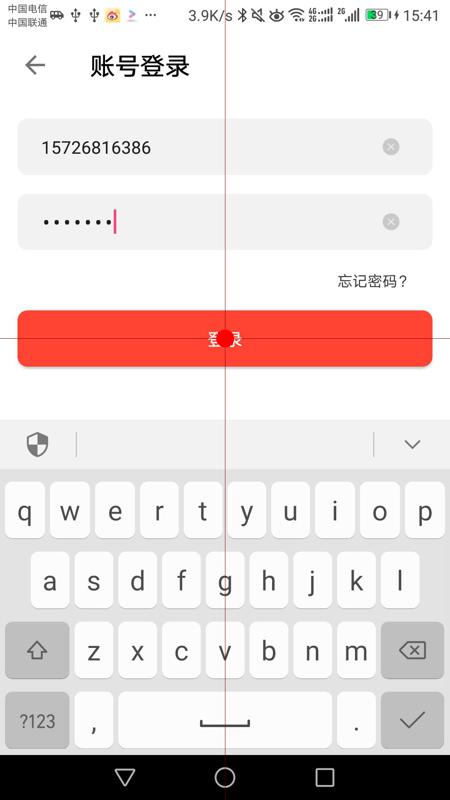 中国电信
中国联通
3.9K/s 4G 2G 2G 39 15:41
账号登录
15726816386
•••••••
忘记密码?
登录
q w e r t y u i o p
a s d f g h j k l
z x c v b n m
?123 , .